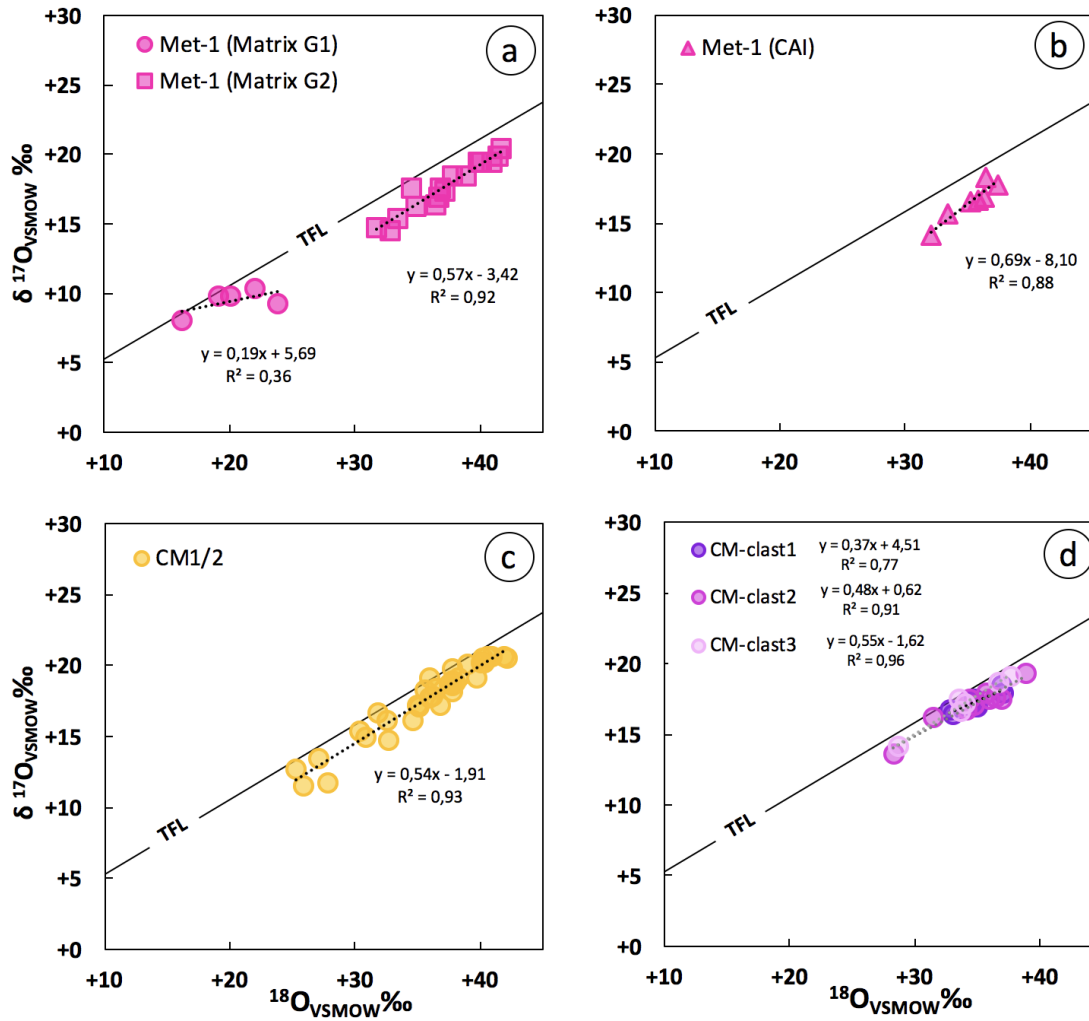 +30
Met-1 (Matrix G1)
a
Met-1 (Matrix G2)
+25
+20
+15
+10
+5
+0
δ ¹⁷O VSMOW ‰
TFL
y = 0,57x - 3,42
R² = 0,92
y = 0,19x + 5,69
R² = 0,36
+10
+20
+30
+40
+30
Met-1 (CAI)
b
+25
+20
+15
+10
+5
+0
TFL
y = 0,69x - 8,10
R² = 0,88
+10
+20
+30
+40
+30
CM1/2
c
+25
+20
+15
+10
+5
+0
δ ¹⁷O VSMOW ‰
TFL
y = 0,54x - 1,91
R² = 0,93
+10
+20
+30
+40
¹⁸O VSMOW ‰
+30
CM-clast1
y = 0,37x + 4,51
R² = 0,77
d
CM-clast2
y = 0,48x + 0,62
R² = 0,91
CM-clast3
y = 0,55x - 1,62
R² = 0,96
+25
+20
+15
+10
+5
+0
TFL
+10
+20
+30
+40
¹⁸O VSMOW ‰